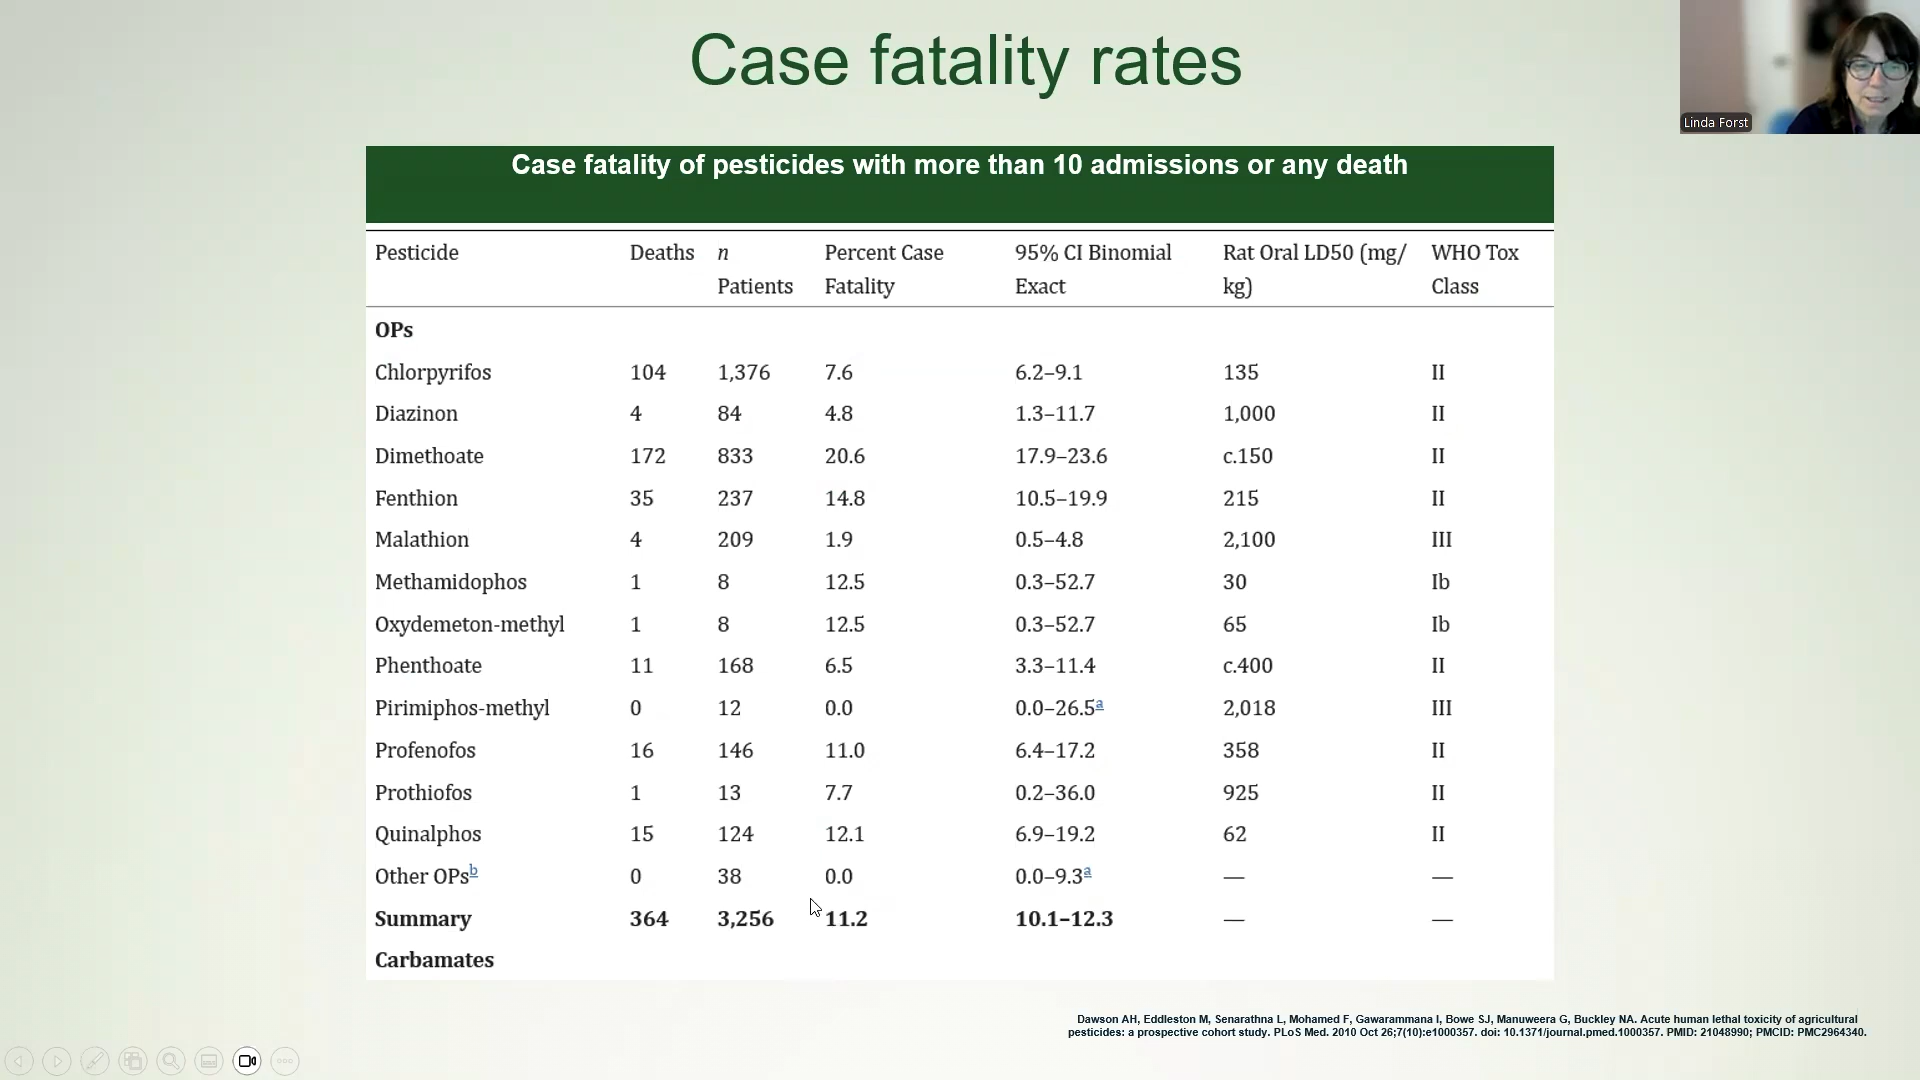 Case fatality rates
Linda Forst
Case fatality of pesticides with more than 10 admissions or any death
Pesticide Deaths n Patients Percent Case Fatality 95% CI Binomial Exact Rat Oral LD50 (mg/kg) WHO Tox Class
OPs
Chlorpyrifos 104 1,376 7.6 6.2–9.1 135 II
Diazinon 4 84 4.8 1.3–11.7 1,000 II
Dimethoate 172 833 20.6 17.9–23.6 c.150 II
Fenthion 35 237 14.8 10.5–19.9 215 II
Malathion 4 209 1.9 0.5–4.8 2,100 III
Methamidophos 1 8 12.5 0.3–52.7 30 Ib
Oxydemeton-methyl 1 8 12.5 0.3–52.7 65 Ib
Phenthoate 11 168 6.5 3.3–11.4 c.400 II
Pirimiphos-methyl 0 12 0.0 0.0–26.5a 2,018 III
Profenofos 16 146 11.0 6.4–17.2 358 II
Prothiofos 1 13 7.7 0.2–36.0 925 II
Quinalphos 15 124 12.1 6.9–19.2 62 II
Other OPsb 0 38 0.0 0.0–9.3a — —
Summary 364 3,256 11.2 10.1–12.3 — —
Carbamates
Dawson AH, Eddleston M, Senarathna L, Mohamed F, Gawarammana I, Bowe SJ, Manuweera G, Buckley NA. Acute human lethal toxicity of agricultural
pesticides: a prospective cohort study. PLoS Med. 2010 Oct 26;7(10):e1000357. doi: 10.1371/journal.pmed.1000357. PMID: 21048990; PMCID: PMC2964340.